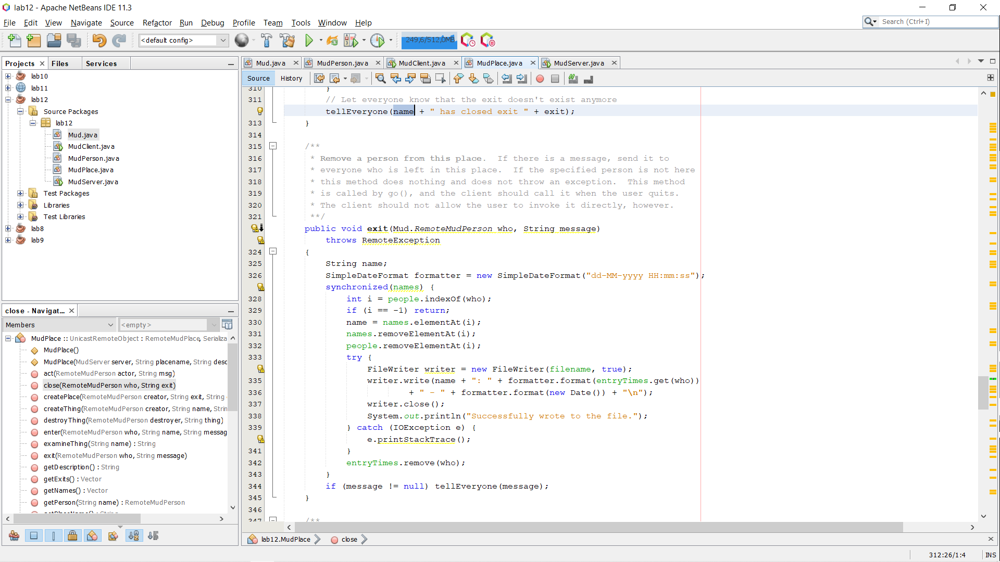 lab12 - Apache NetBeans IDE 11.3
File Edit View Navigate Source Refactor Run Debug Profile Team Tools Window Help
Search (Ctrl+I)
<default config>
249,6/512,0MB
Projects Files Services
lab10
lab11
lab12
Source Packages
lab12
Mud.java
MudClient.java
MudPerson.java
MudPlace.java
MudServer.java
Test Packages
Libraries
Test Libraries
lab8
lab9
close - Navigat...
Members
<empty>
MudPlace :: UnicastRemoteObject : RemoteMudPlace, Serializa
MudPlace()
MudPlace(MudServer server, String placename, String desc
act(RemoteMudPerson actor, String msg)
close(RemoteMudPerson who, String exit)
createPlace(RemoteMudPerson creator, String exit, String
createThing(RemoteMudPerson creator, String name, Strin
destroyThing(RemoteMudPerson destroyer, String thing)
enter(RemoteMudPerson who, String name, String messag
examineThing(String name) : String
exit(RemoteMudPerson who, String message)
getDescription() : String
getExits() : Vector
getNames() : Vector
getPerson(String name) : RemoteMudPerson
Mud.java MudPerson.java MudClient.java MudPlace.java MudServer.java
Source History
310 }
311 // Let everyone know that the exit doesn't exist anymore
tellEveryone(name + " has closed exit " + exit);
313 }
314
315 /**
316 * Remove a person from this place. If there is a message, send it to
317 * everyone who is left in this place. If the specified person is not here
318 * this method does nothing and does not throw an exception. This method
319 * is called by go(), and the client should call it when the user quits.
320 * The client should not allow the user to invoke it directly, however.
321 **/
public void exit(Mud.RemoteMudPerson who, String message)
throws RemoteException
324 {
325 String name;
326 SimpleDateFormat formatter = new SimpleDateFormat("dd-MM-yyyy HH:mm:ss");
synchronized(names) {
328 int i = people.indexOf(who);
329 if (i == -1) return;
330 name = names.elementAt(i);
331 names.removeElementAt(i);
332 people.removeElementAt(i);
333 try {
FileWriter writer = new FileWriter(filename, true);
335 writer.write(name + ": " + formatter.format(entryTimes.get(who))
336 + " - " + formatter.format(new Date()) + "\n");
337 writer.close();
338 System.out.println("Successfully wrote to the file.");
339 } catch (IOException e) {
e.printStackTrace();
341 }
342 entryTimes.remove(who);
343 }
344 if (message != null) tellEveryone(message);
345 }
346
347 /**
lab12.MudPlace close
312:26/1:4 INS